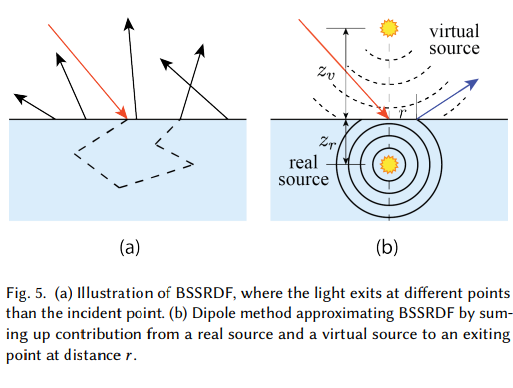 virtual
source
z_v
r
z_r
real
source
(a)
(b)
Fig. 5. (a) Illustration of BSSRDF, where the light exits at different points
than the incident point. (b) Dipole method approximating BSSRDF by sum-
ing up contribution from a real source and a virtual source to an exiting
point at distance r.